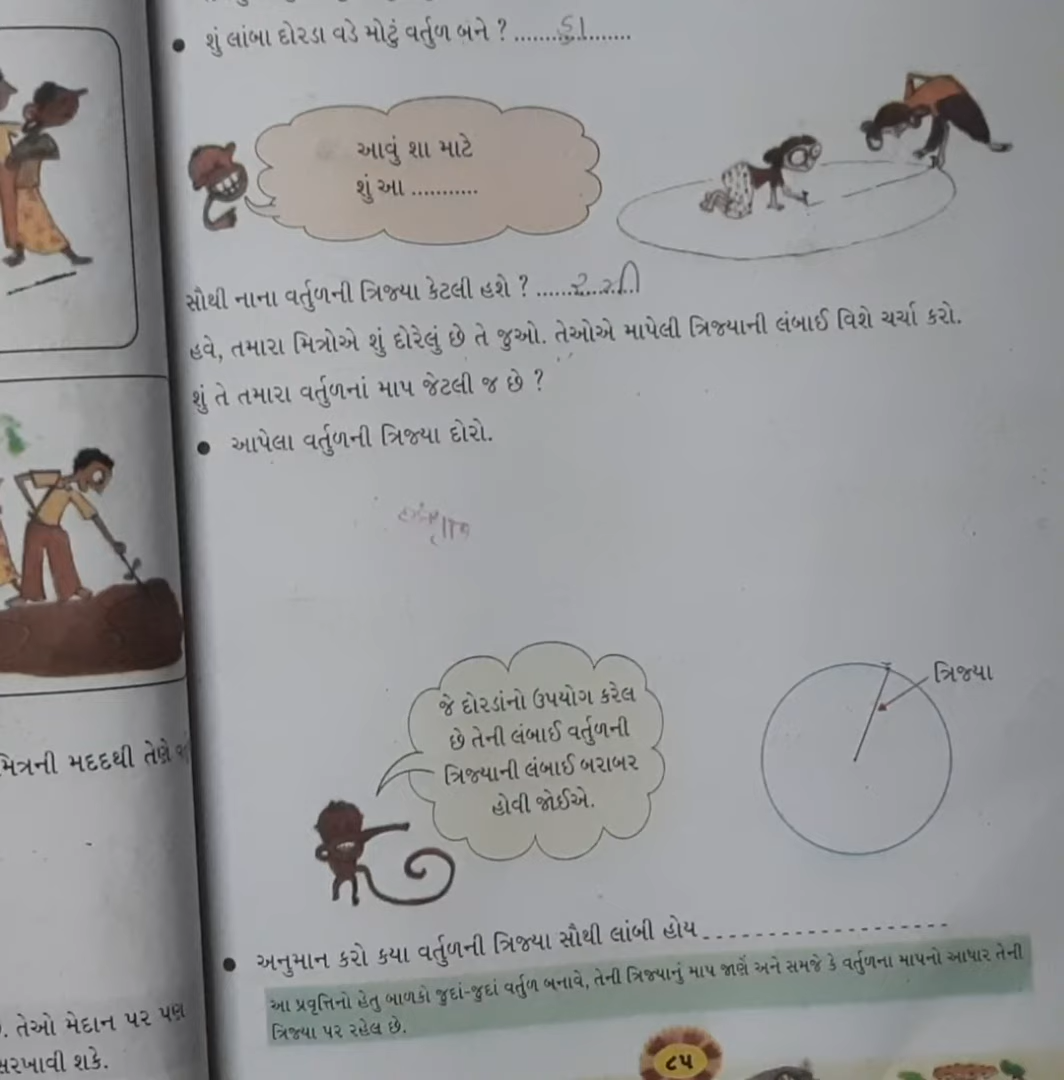 શું લાંબા દોરડા વડે મોટું વર્તુળ બને ? ........હા.......
આવું શા માટે
શું આ ...........
સૌથી નાના વર્તુળની ત્રિજ્યા કેટલી હશે ?
હવે, તમારા મિત્રોએ શું દોરેલું છે તે જુઓ. તેઓએ માપેલી ત્રિજ્યાની લંબાઈ વિશે ચર્ચા કરો.
શું તે તમારા વર્તુળનાં માપ જેટલી જ છે ?
આપેલા વર્તુળની ત્રિજ્યા દોરો.
જે દોરડાંનો ઉપયોગ કરેલ
છે તેની લંબાઈ વર્તુળની
ત્રિજ્યાની લંબાઈ બરાબર
હોવી જોઈએ.
ત્રિજ્યા
મિત્રની મદદથી તેણે
અનુમાન કરો કયા વર્તુળની ત્રિજ્યા સૌથી લાંબી હોય
આ પ્રવૃત્તિનો હેતુ બાળકો જુદાં-જુદાં વર્તુળ બનાવે, તેની ત્રિજ્યાનું માપ જાણે અને સમજે કે વર્તુળના માપનો આધાર તેની
ત્રિજ્યા પર રહેલ છે.
. તેઓ મેદાન પર પણ
સરખાવી શકે.
૮૫